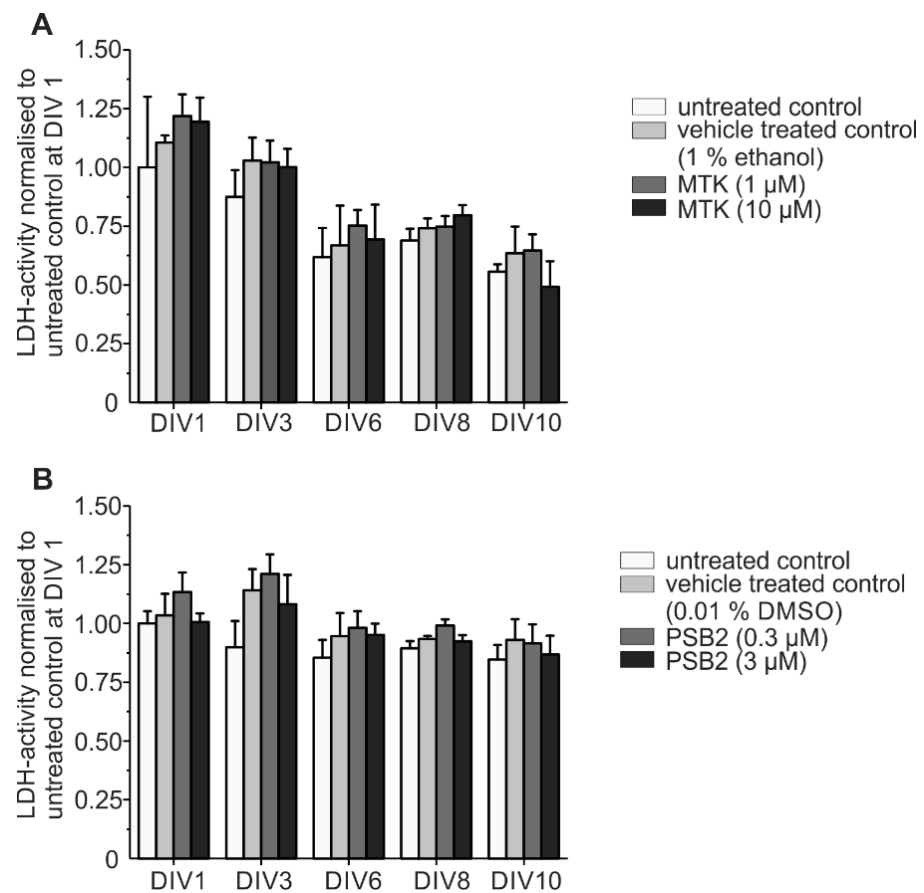 A
LDH-activity normalised to
untreated control at DIV 1
1.50
1.25
1.00
0.75
0.50
0.25
0
DIV1 DIV3 DIV6 DIV8 DIV10
untreated control
vehicle treated control
(1 % ethanol)
MTK (1 µM)
MTK (10 µM)
B
LDH-activity normalised to
untreated control at DIV 1
1.50
1.25
1.00
0.75
0.50
0.25
0
DIV1 DIV3 DIV6 DIV8 DIV10
untreated control
vehicle treated control
(0.01 % DMSO)
PSB2 (0.3 µM)
PSB2 (3 µM)